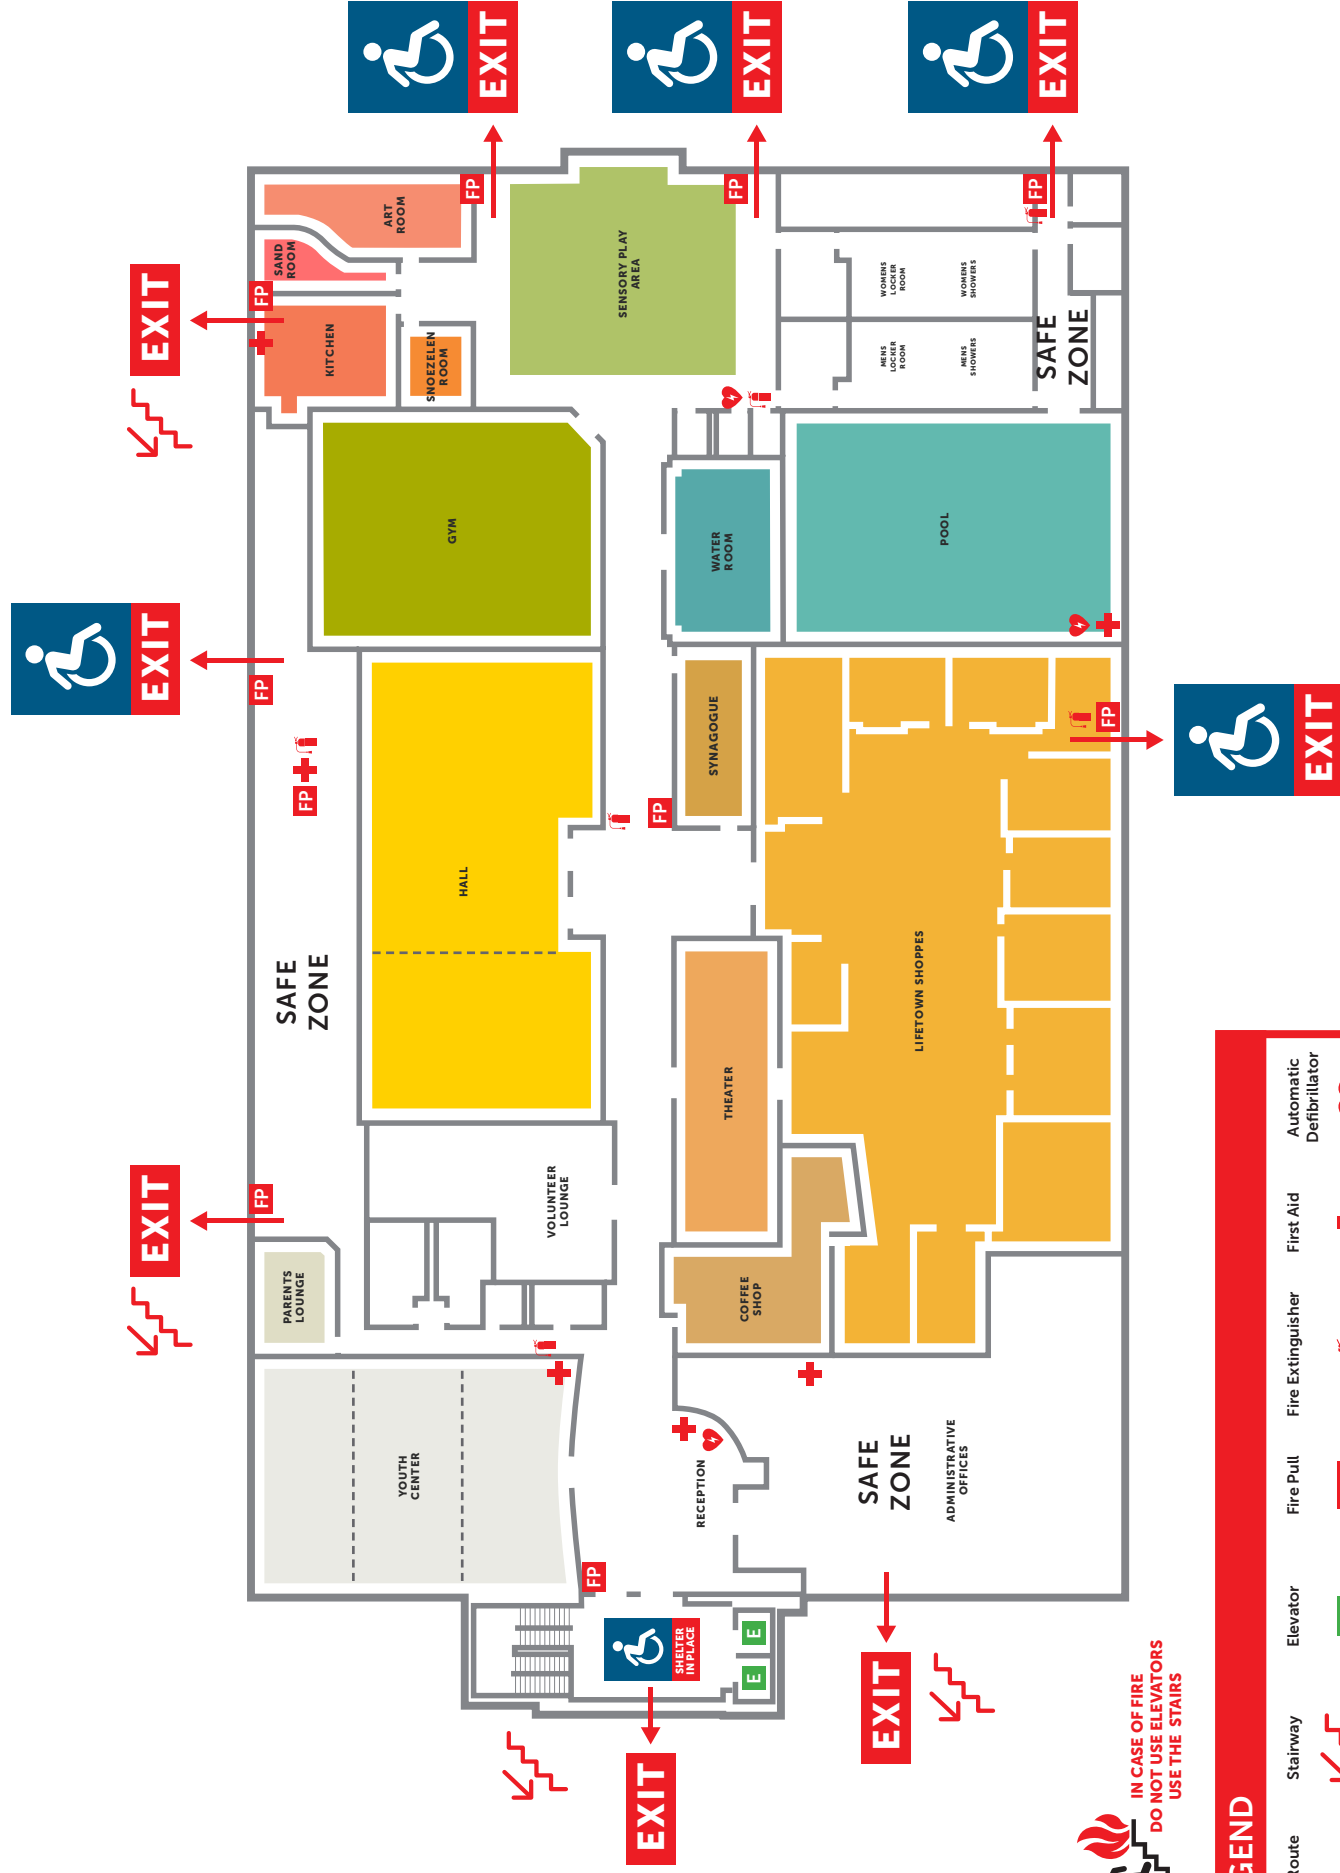 EXIT
EXIT
EXIT
FP
FP
FP
PARENTS
LOUNGE
SAFE
ZONE
FP
KITCHEN
SAND
ROOM
ART
ROOM
FP
EXIT
YOUTH
CENTER
HALL
GYM
SNOEZELEN
ROOM
VOLUNTEER
LOUNGE
SENSORY PLAY
AREA
FP
FP
EXIT
SHELTER
IN PLACE
EXIT
RECEPTION
E
E
COFFEE
SHOP
THEATER
SYNAGOGUE
WATER
ROOM
FP
EXIT
SAFE
ZONE
ADMINISTRATIVE
OFFICES
LIFETOWN SHOPPES
POOL
MENS
LOCKER
ROOM
WOMENS
LOCKER
ROOM
MENS
SHOWERS
WOMENS
SHOWERS
EXIT
SAFE
ZONE
FP
EXIT
FP
EXIT
IN CASE OF FIRE
DO NOT USE ELEVATORS
USE THE STAIRS
GEND
Route
Stairway
Elevator
Fire Pull
Fire Extinguisher
First Aid
Automatic
Defibrillator